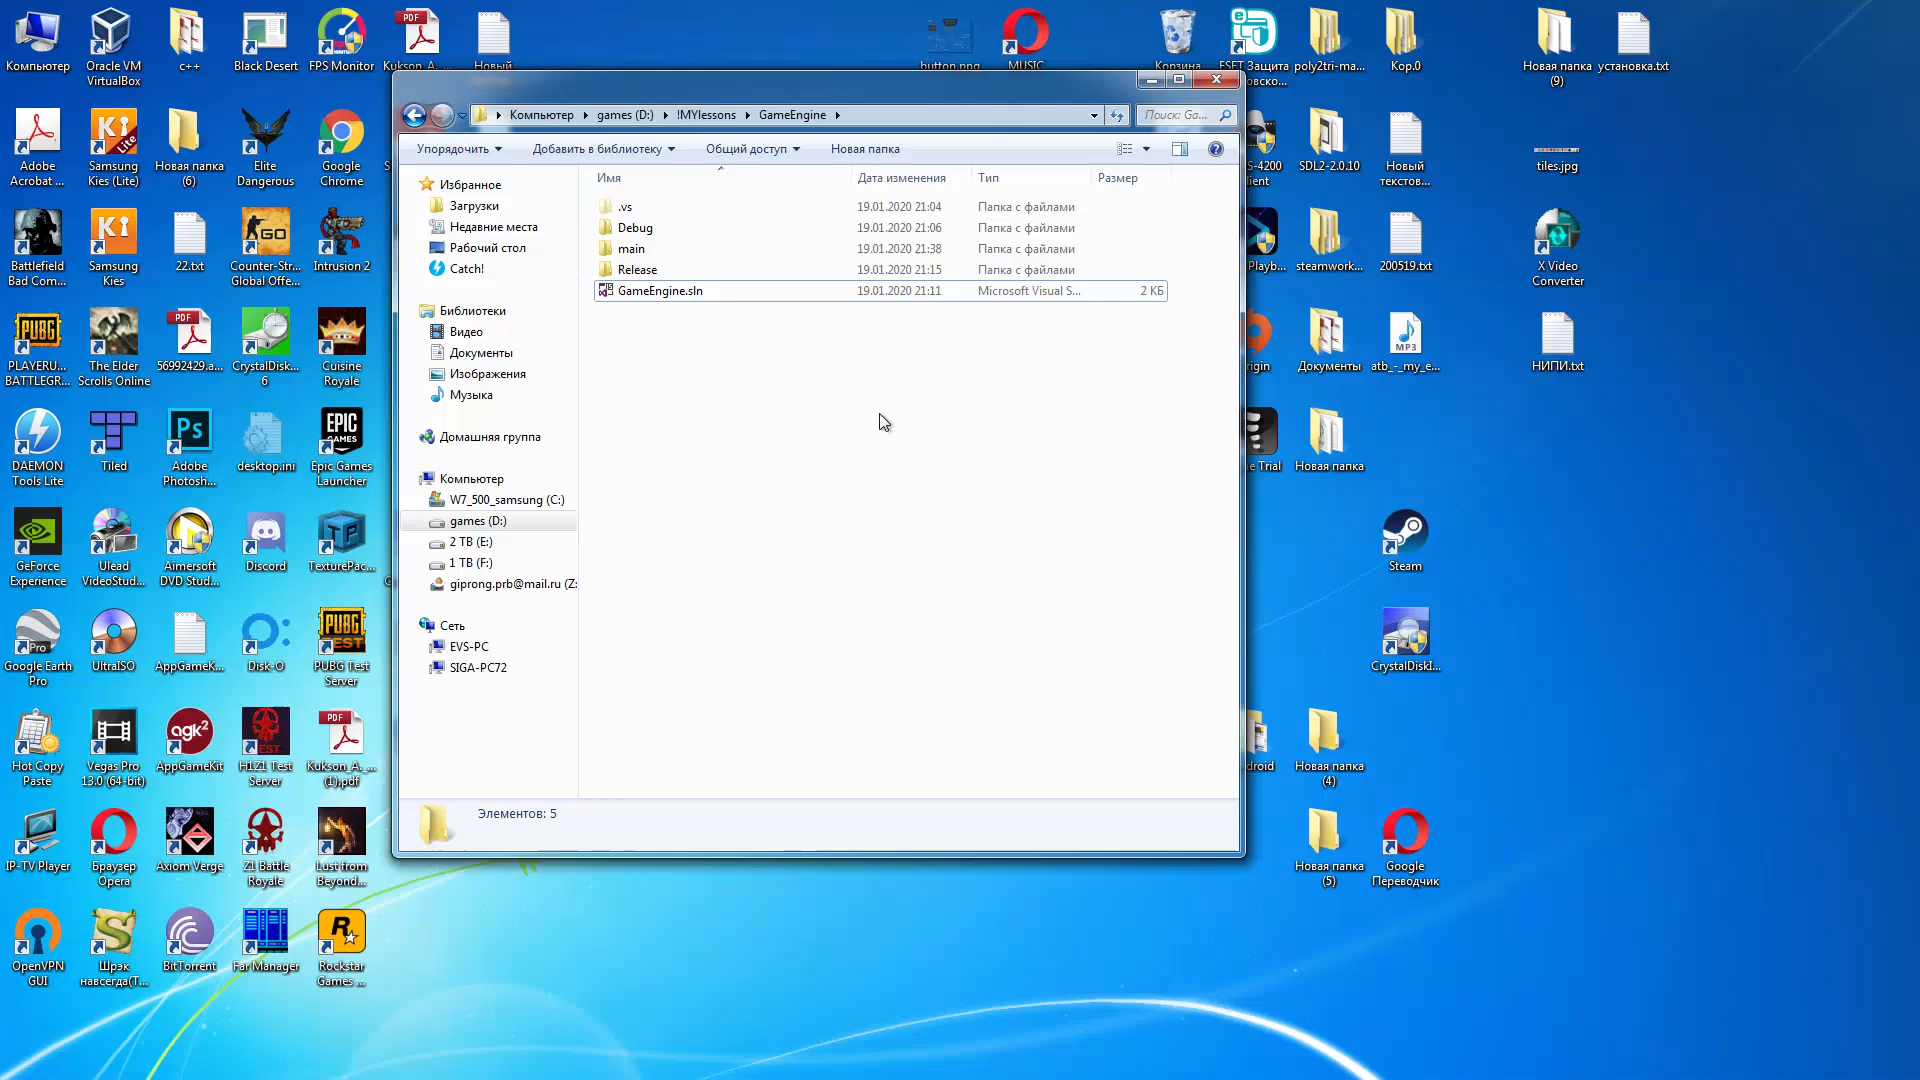 Компьютер
Oracle VM
VirtualBox
c++
Black Desert
FPS Monitor
Kukson_A._...
Новый
button.png
MUSIC
Корзина
ESET Защита
poly2tri-ma...
Кор.0
Новая папка
(9)
установка.txt
Компьютер
games (D:)
!MYlessons
GameEngine
Поиск: Ga...
Упорядочить
Добавить в библиотеку
Общий доступ
Новая папка
Имя
Дата изменения
Тип
Размер
.vs
19.01.2020 21:04
Папка с файлами
Debug
19.01.2020 21:06
Папка с файлами
main
19.01.2020 21:38
Папка с файлами
Release
19.01.2020 21:15
Папка с файлами
GameEngine.sln
19.01.2020 21:11
Microsoft Visual S...
2 КБ
Избранное
Загрузки
Недавние места
Рабочий стол
Catch!
Библиотеки
Видео
Документы
Изображения
Музыка
Домашняя группа
Компьютер
W7_500_samsung (C:)
games (D:)
2 TB (E:)
1 TB (F:)
giprong.prb@mail.ru (Z:
Сеть
EVS-PC
SIGA-PC72
Элементов: 5
Adobe
Acrobat ...
Samsung
Kies (Lite)
Новая папка
(6)
Elite
Dangerous
Google
Chrome
SDL2-2.0.10
Новый
текстов...
tiles.jpg
Battlefield
Bad Com...
Samsung
Kies
22.txt
Counter-Str...
Global Offe...
Intrusion 2
steamwork...
200519.txt
X Video
Converter
PLAYERU...
BATTLEGR...
The Elder
Scrolls Online
56992429.a...
CrystalDisk...
6
Cuisine
Royale
Документы
atb_-_my_e...
НИПИ.txt
DAEMON
Tools Lite
Tiled
Adobe
Photosh...
desktop.ini
Epic Games
Launcher
Новая папка
GeForce
Experience
Ulead
VideoStud...
Aimersoft
DVD Stud...
Discord
TexturePac...
Steam
Google Earth
Pro
UltraISO
AppGameK...
Disk-O
PUBG Test
Server
CrystalDiskI...
Hot Copy
Paste
Vegas Pro
13.0 (64-bit)
AppGameKit
H1Z1 Test
Server
Kukson_A._...
(1).pdf
Новая папка
(4)
IP-TV Player
Браузер
Opera
Axiom Verge
Z1 Battle
Royale
Lust from
Beyond...
Новая папка
(5)
Google
Переводчик
OpenVPN
GUI
Шрэк
навсегда(Т...
BitTorrent
Far Manager
Rockstar
Games ...